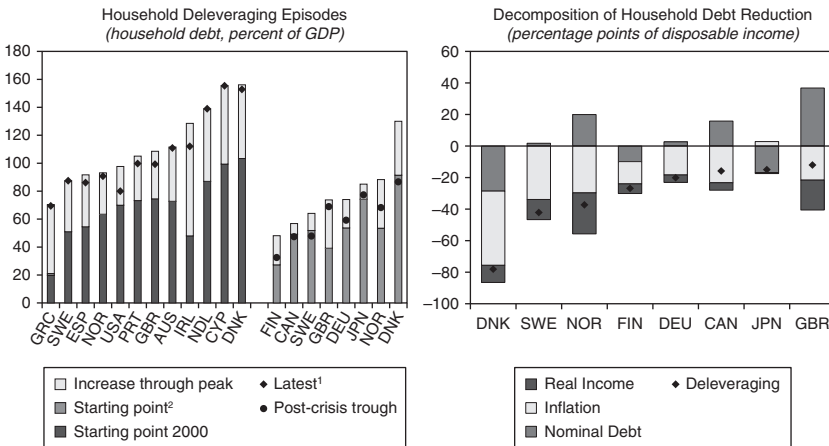 Household Deleveraging Episodes
(household debt, percent of GDP)
180
160
140
120
100
80
60
40
20
0
GRC
SWE
ESP
NOR
USA
PRT
GBR
AUS
IRL
NDL
CYP
DNK
FIN
CAN
SWE
GBR
DEU
JPN
NOR
DNK
Increase through peak
Starting point²
Starting point 2000
Latest¹
Post-crisis trough
Decomposition of Household Debt Reduction
(percentage points of disposable income)
60
40
20
0
−20
−40
−60
−80
−100
DNK SWE NOR FIN DEU CAN JPN GBR
Real Income
Inflation
Nominal Debt
Deleveraging